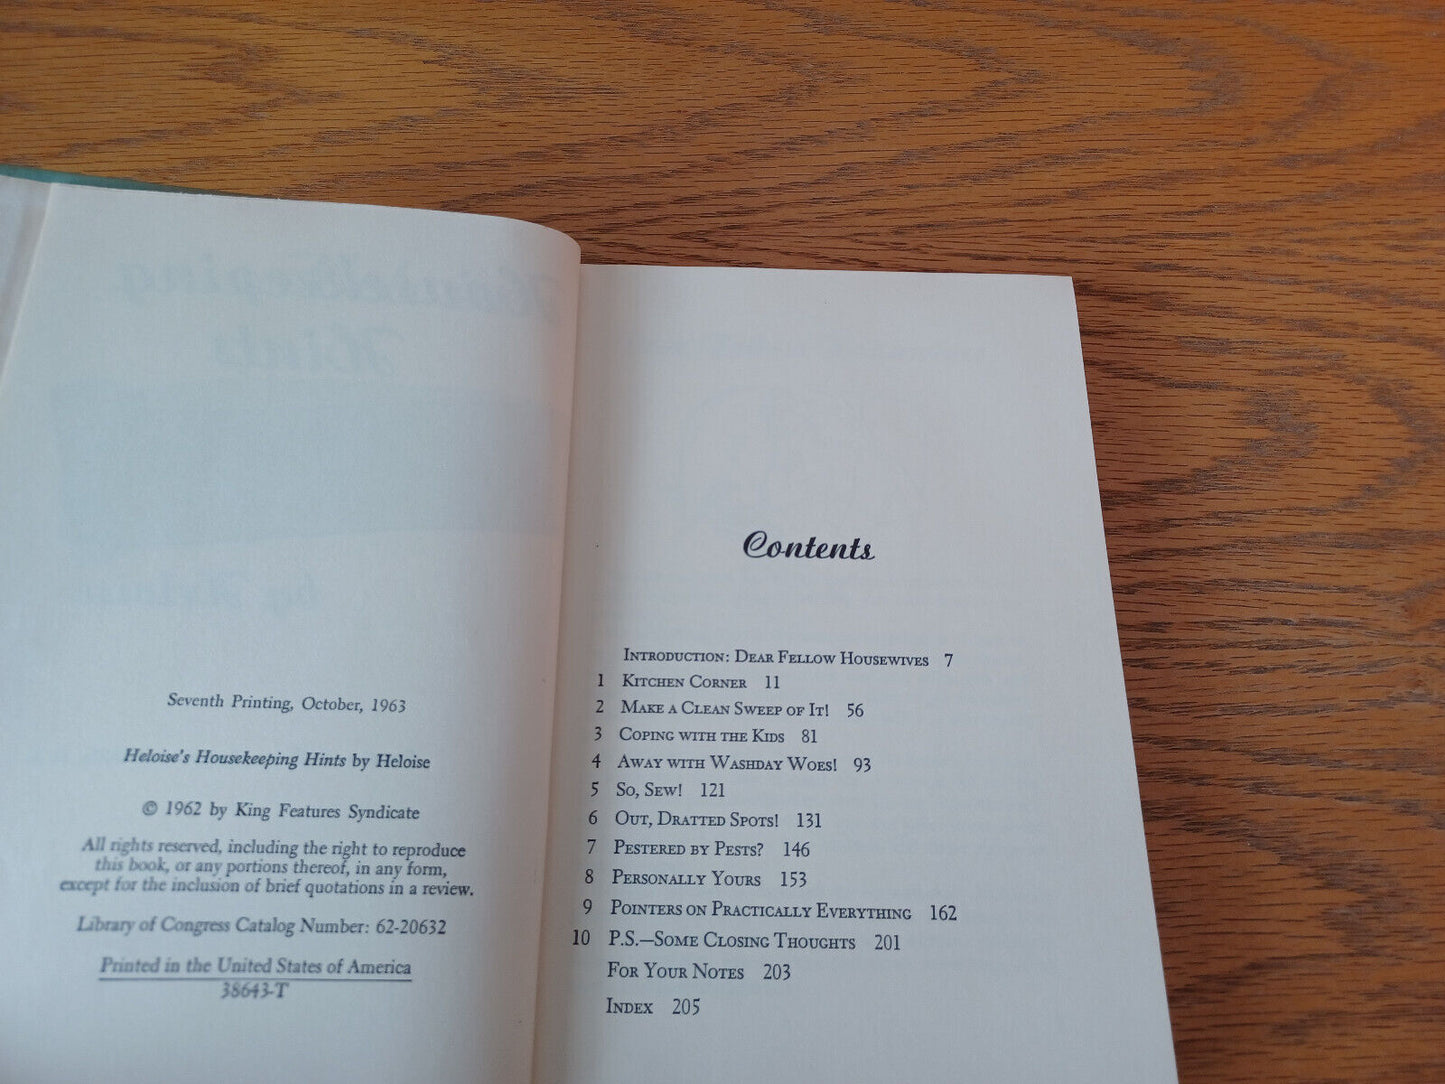 Seventh Printing, October, 1963
Heloise's Housekeeping Hints by Heloise
© 1962 by King Features Syndicate
All rights reserved, including the right to reproduce
this book, or any portions thereof, in any form,
except for the inclusion of brief quotations in a review.
Library of Congress Catalog Number: 62-20632
Printed in the United States of America
38643-T
Contents
Introduction: Dear Fellow Housewives 7
1 Kitchen Corner 11
2 Make a Clean Sweep of It! 56
3 Coping with the Kids 81
4 Away with Washday Woes! 93
5 So, Sew! 121
6 Out, Dratted Spots! 131
7 Pestered by Pests? 146
8 Personally Yours 153
9 Pointers on Practically Everything 162
10 P.S.—Some Closing Thoughts 201
For Your Notes 203
Index 205